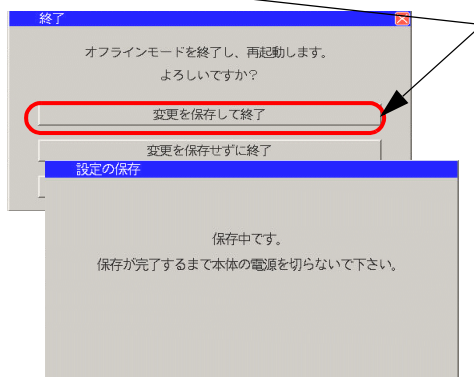 終了
オフラインモードを終了し、再起動します。
よろしいですか？
変更を保存して終了
変更を保存せずに終了
設定の保存
保存中です。
保存が完了するまで本体の電源を切らないで下さい。